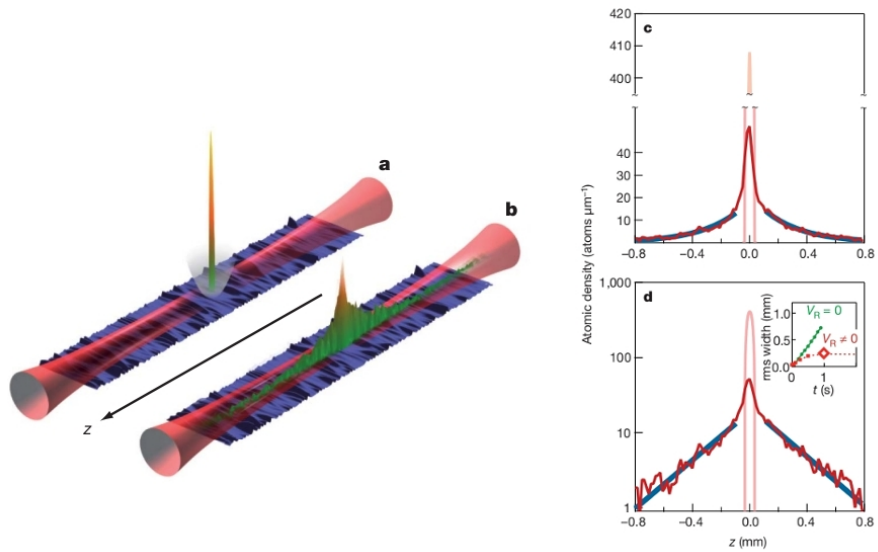 a
b
z
c
420
410
400
40
30
20
10
−0.8
−0.4
0.0
0.4
0.8
Atomic density (atoms μm⁻¹)
d
1,000
100
10
1
−0.8
−0.4
0.0
0.4
0.8
z (mm)
rms width (mm)
1.0
0.5
0.0
V_R = 0
V_R ≠ 0
0
1
t (s)